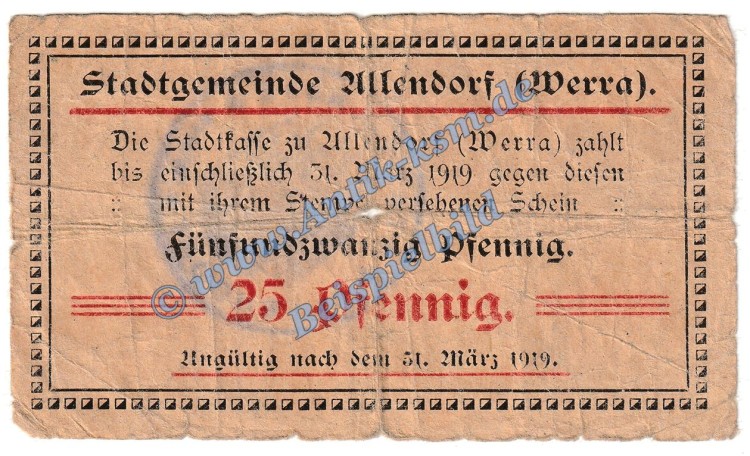 Stadtgemeinde Allendorf (Werra).
Die Stadtkasse zu Allendorf (Werra) zahlt
bis einschließlich 31. März 1919 gegen diesen
:: mit ihrem Stempel versehenen Schein ::
Fünfundzwanzig Pfennig.
25 Pfennig.
Ungültig nach dem 31. März 1919.
© www.Antik-ksm.de
Beispielbild